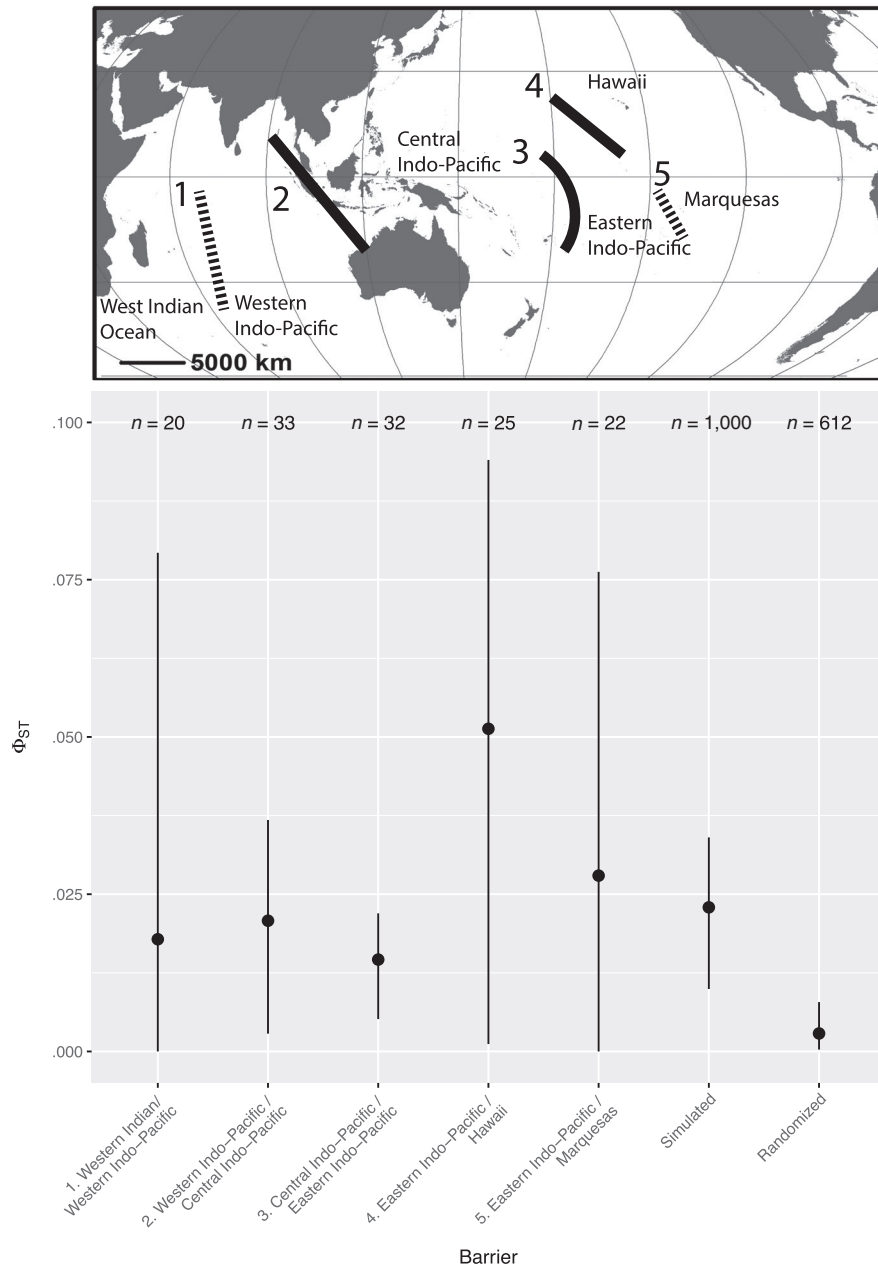 4
Hawaii
Central
Indo-Pacific
3
5
1
2
Marquesas
Eastern
Indo-Pacific
West Indian
Ocean
Western
Indo-Pacific
5000 km
n = 20
n = 33
n = 32
n = 25
n = 22
n = 1,000
n = 612
.100
.075
.050
.025
.000
ΦST
1. Western Indian/
Western Indo–Pacific
2. Western Indo–Pacific /
Central Indo–Pacific
3. Central Indo–Pacific /
Eastern Indo–Pacific
4. Eastern Indo–Pacific /
Hawaii
5. Eastern Indo–Pacific /
Marquesas
Simulated
Randomized
Barrier